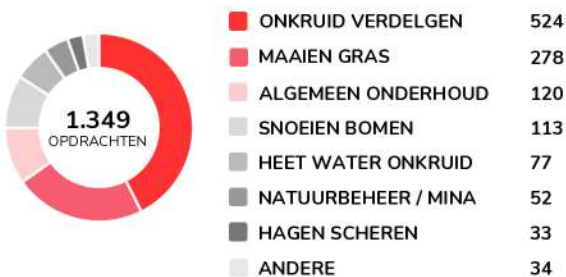 1.349
OPDRACHTEN
ONKRUID VERDELGEN 524
MAAIEN GRAS 278
ALGEMEEN ONDERHOUD 120
SNOEIEN BOMEN 113
HEET WATER ONKRUID 77
NATUURBEHEER / MINA 52
HAGEN SCHEREN 33
ANDERE 34